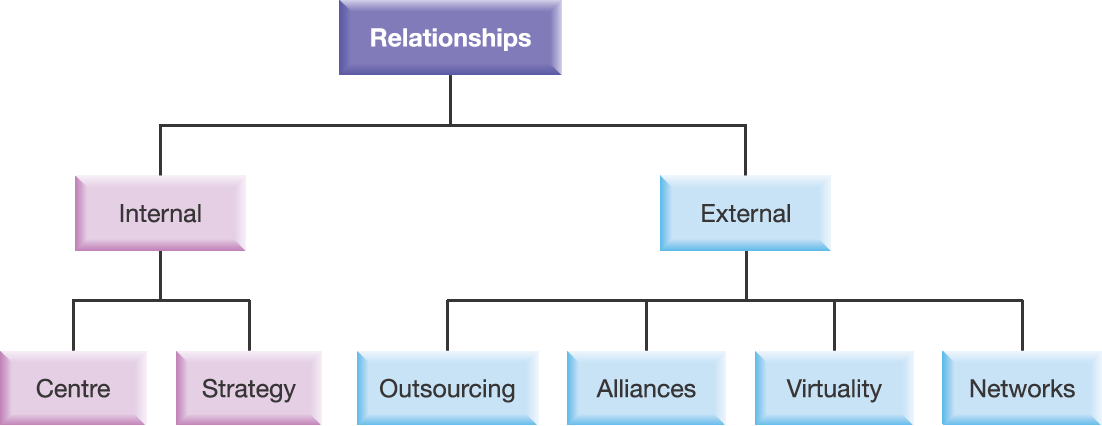 Relationships
Internal
External
Centre
Strategy
Outsourcing
Alliances
Virtuality
Networks